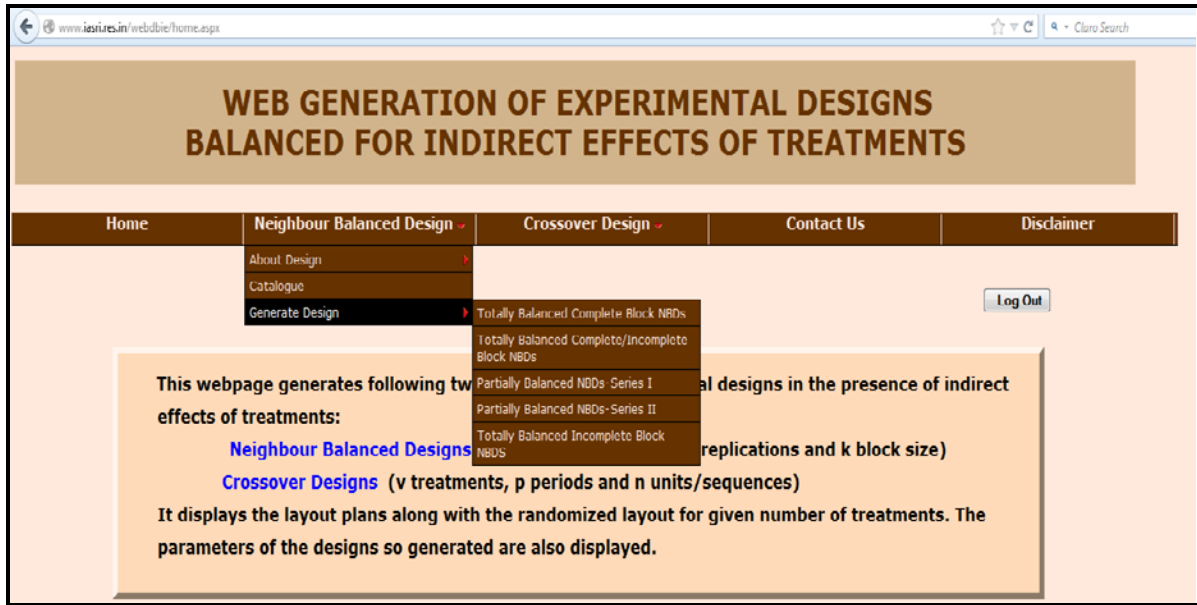 www.iasri.res.in/webdbie/home.aspx
Claro Search
WEB GENERATION OF EXPERIMENTAL DESIGNS
BALANCED FOR INDIRECT EFFECTS OF TREATMENTS
Home Neighbour Balanced Design Crossover Design Contact Us Disclaimer
About Design
Catalogue
Generate Design
Log Out
Totally Balanced Complete Block NBDs
Totally Balanced Complete/Incomplete
Block NBDs
Partially Balanced NBDs-Series I
Partially Balanced NBDs-Series II
Totally Balanced Incomplete Block
NBDS
This webpage generates following tw al designs in the presence of indirect
effects of treatments:
Neighbour Balanced Designs replications and k block size)
Crossover Designs (v treatments, p periods and n units/sequences)
It displays the layout plans along with the randomized layout for given number of treatments. The
parameters of the designs so generated are also displayed.